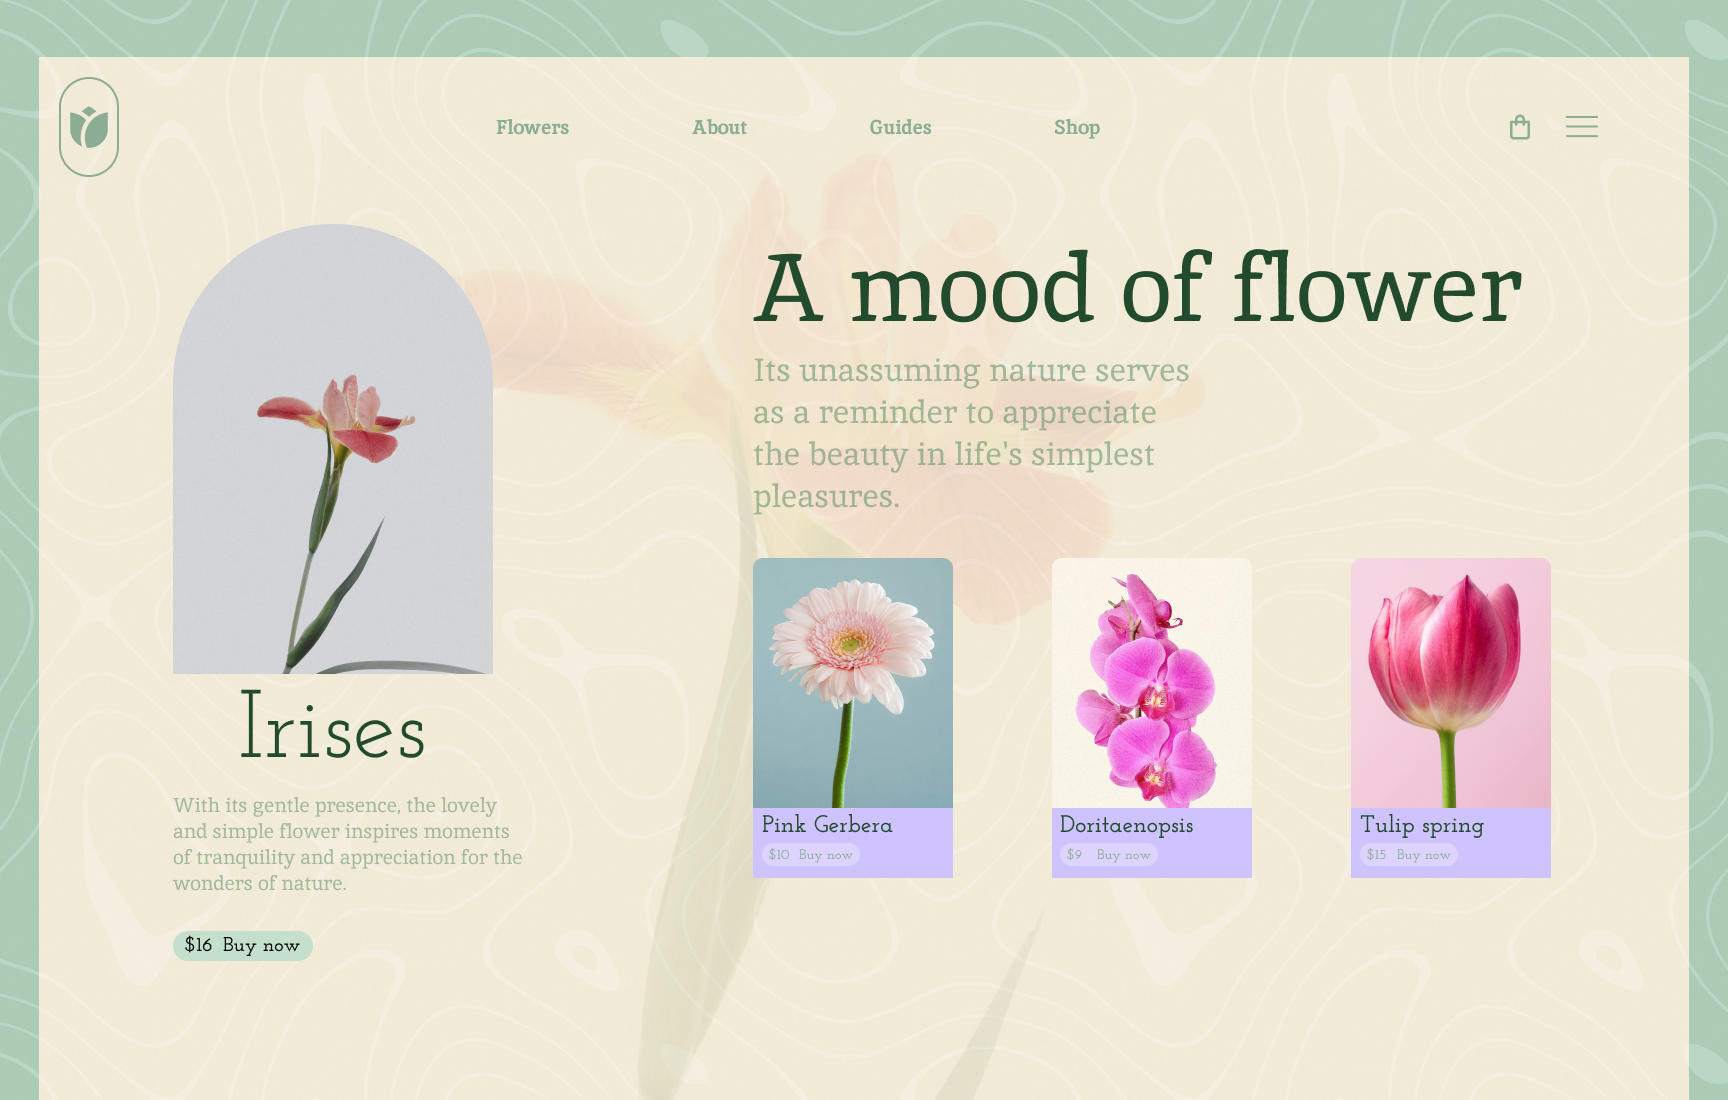 Flowers About Guides Shop
A mood of flower
Its unassuming nature serves
as a reminder to appreciate
the beauty in life's simplest
pleasures.
Irises
With its gentle presence, the lovely
and simple flower inspires moments
of tranquility and appreciation for the
wonders of nature.
$16 Buy now
Pink Gerbera
$10 Buy now
Doritaenopsis
$9 Buy now
Tulip spring
$15 Buy now